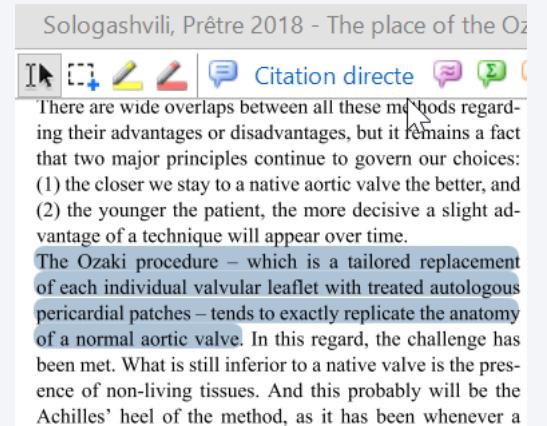 Sologashvili, Prêtre 2018 - The place of the Oz
Citation directe
There are wide overlaps between all these methods regard-
ing their advantages or disadvantages, but it remains a fact
that two major principles continue to govern our choices:
(1) the closer we stay to a native aortic valve the better, and
(2) the younger the patient, the more decisive a slight ad-
vantage of a technique will appear over time.
The Ozaki procedure – which is a tailored replacement
of each individual valvular leaflet with treated autologous
pericardial patches – tends to exactly replicate the anatomy
of a normal aortic valve. In this regard, the challenge has
been met. What is still inferior to a native valve is the pres-
ence of non-living tissues. And this probably will be the
Achilles’ heel of the method, as it has been whenever a